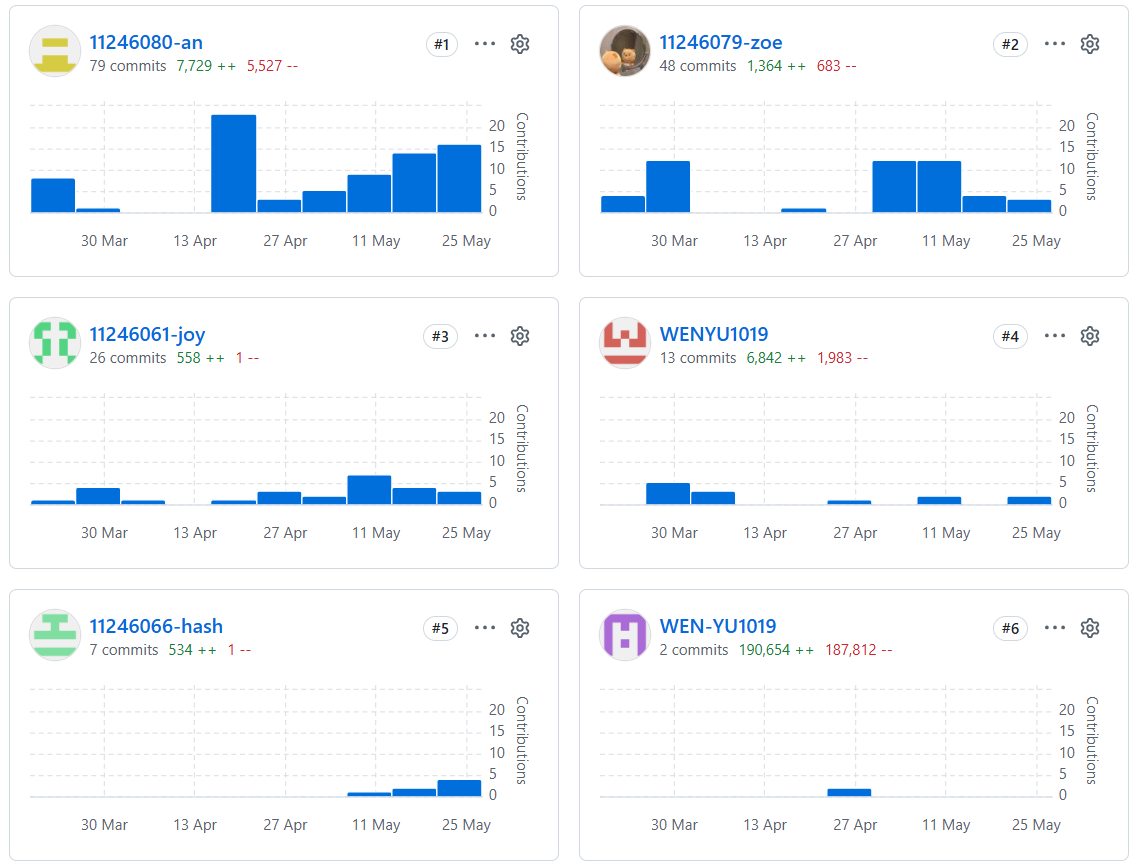 11246080-an #1
79 commits 7,729 ++ 5,527 --
20
15
10
5
0
Contributions
30 Mar 13 Apr 27 Apr 11 May 25 May
11246079-zoe #2
48 commits 1,364 ++ 683 --
20
15
10
5
0
Contributions
30 Mar 13 Apr 27 Apr 11 May 25 May
11246061-joy #3
26 commits 558 ++ 1 --
20
15
10
5
0
Contributions
30 Mar 13 Apr 27 Apr 11 May 25 May
WENYU1019 #4
13 commits 6,842 ++ 1,983 --
20
15
10
5
0
Contributions
30 Mar 13 Apr 27 Apr 11 May 25 May
11246066-hash #5
7 commits 534 ++ 1 --
20
15
10
5
0
Contributions
30 Mar 13 Apr 27 Apr 11 May 25 May
WEN-YU1019 #6
2 commits 190,654 ++ 187,812 --
20
15
10
5
0
Contributions
30 Mar 13 Apr 27 Apr 11 May 25 May